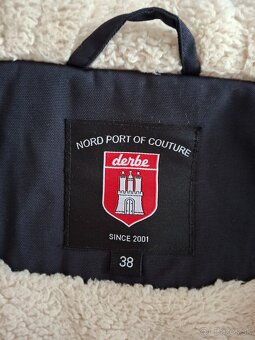 NORD PORT OF COUTURE
derbe
SINCE 2001
38